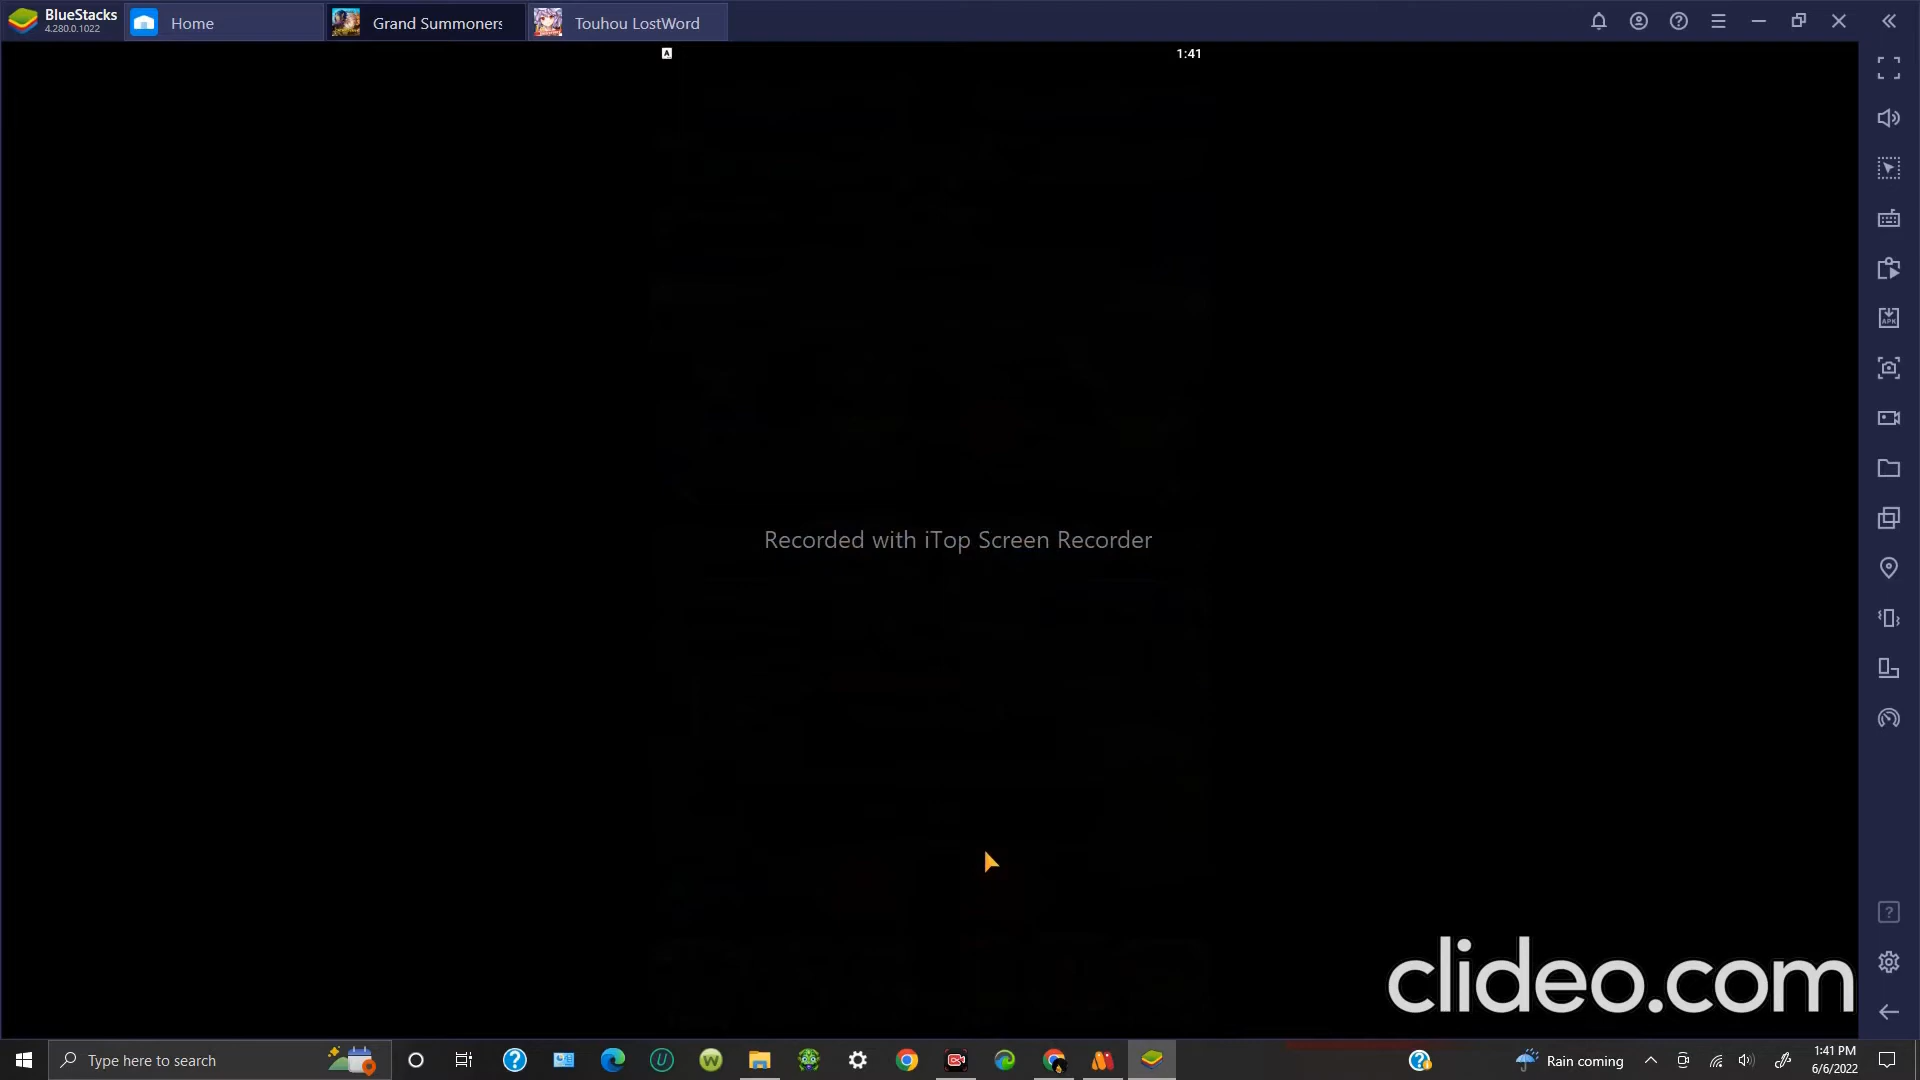 BlueStacks
4.280.0.1022
Home
Grand Summoners
Touhou LostWord
A
1:41
APK
Recorded with iTop Screen Recorder
clideo.com
Type here to search
Rain coming
1:41 PM
6/6/2022